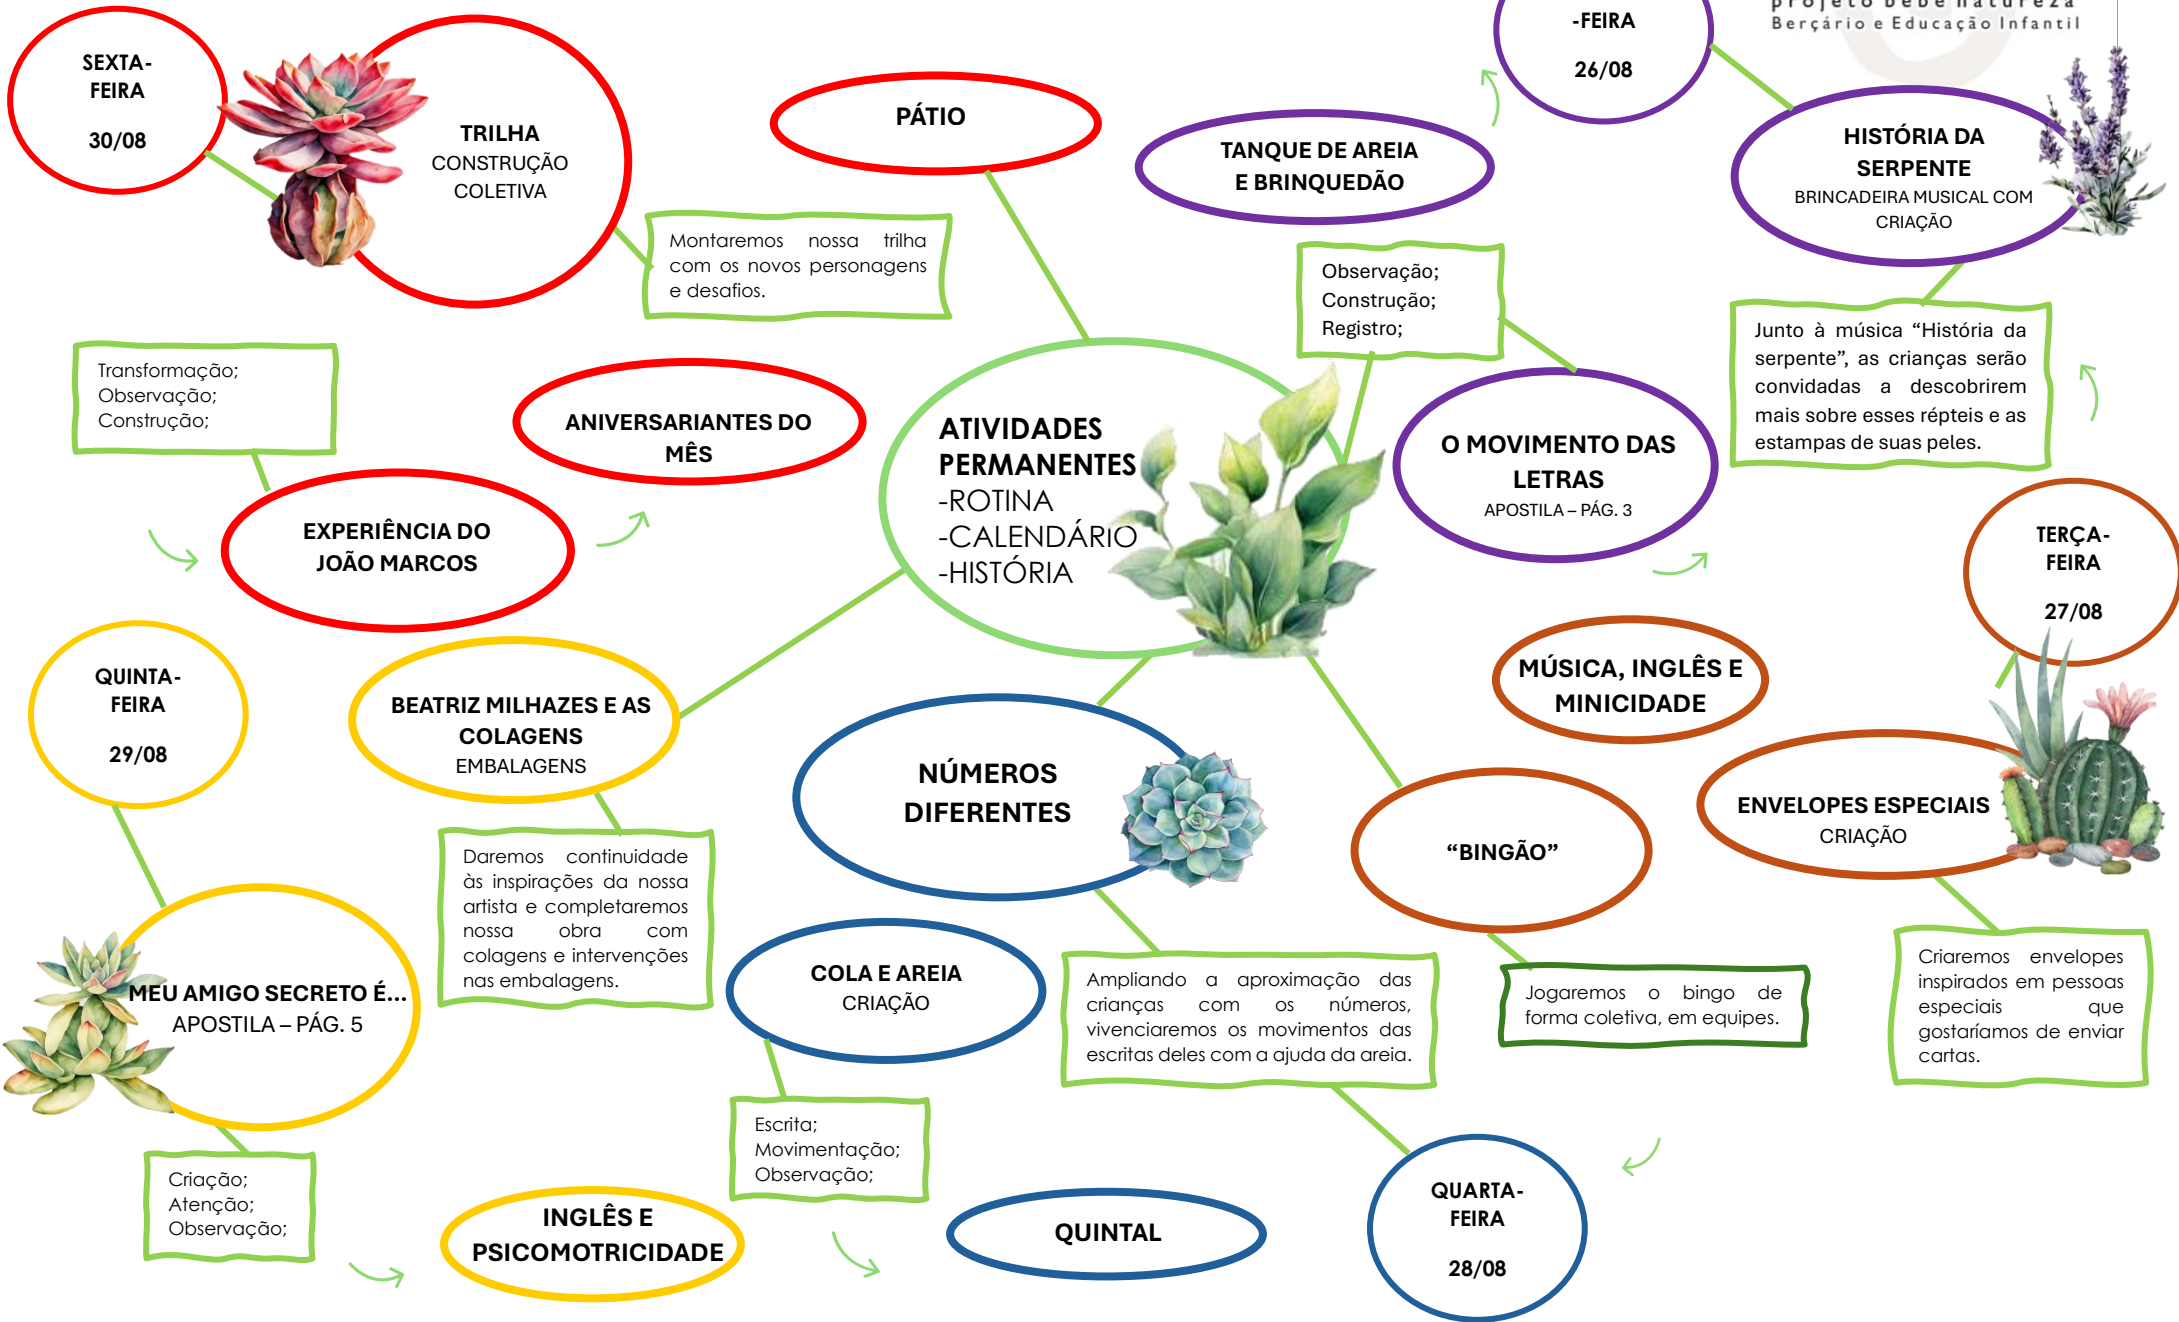 projeto bebê natureza
Berçário e Educação Infantil
-FEIRA
26/08
HISTÓRIA DA
SERPENTE
BRINCADEIRA MUSICAL COM
CRIAÇÃO
Junto à música “História da
serpente”, as crianças serão
convidadas a descobrirem
mais sobre esses répteis e as
estampas de suas peles.
TANQUE DE AREIA
E BRINQUEDÃO
Observação;
Construção;
Registro;
O MOVIMENTO DAS
LETRAS
APOSTILA – PÁG. 3
SEXTA-
FEIRA
30/08
TRILHA
CONSTRUÇÃO
COLETIVA
Montaremos nossa trilha
com os novos personagens
e desafios.
PÁTIO
Transformação;
Observação;
Construção;
EXPERIÊNCIA DO
JOÃO MARCOS
ANIVERSARIANTES DO
MÊS
ATIVIDADES
PERMANENTES
-ROTINA
-CALENDÁRIO
-HISTÓRIA
TERÇA-
FEIRA
27/08
MÚSICA, INGLÊS E
MINICIDADE
ENVELOPES ESPECIAIS
CRIAÇÃO
Criaremos envelopes
inspirados em pessoas
especiais que
gostaríamos de enviar
cartas.
“BINGÃO”
Jogaremos o bingo de
forma coletiva, em equipes.
QUINTA-
FEIRA
29/08
BEATRIZ MILHAZES E AS
COLAGENS
EMBALAGENS
Daremos continuidade
às inspirações da nossa
artista e completaremos
nossa obra com
colagens e intervenções
nas embalagens.
MEU AMIGO SECRETO É...
APOSTILA – PÁG. 5
Criação;
Atenção;
Observação;
INGLÊS E
PSICOMOTRICIDADE
NÚMEROS
DIFERENTES
Ampliando a aproximação das
crianças com os números,
vivenciaremos os movimentos das
escritas deles com a ajuda da areia.
COLA E AREIA
CRIAÇÃO
Escrita;
Movimentação;
Observação;
QUINTAL
QUARTA-
FEIRA
28/08